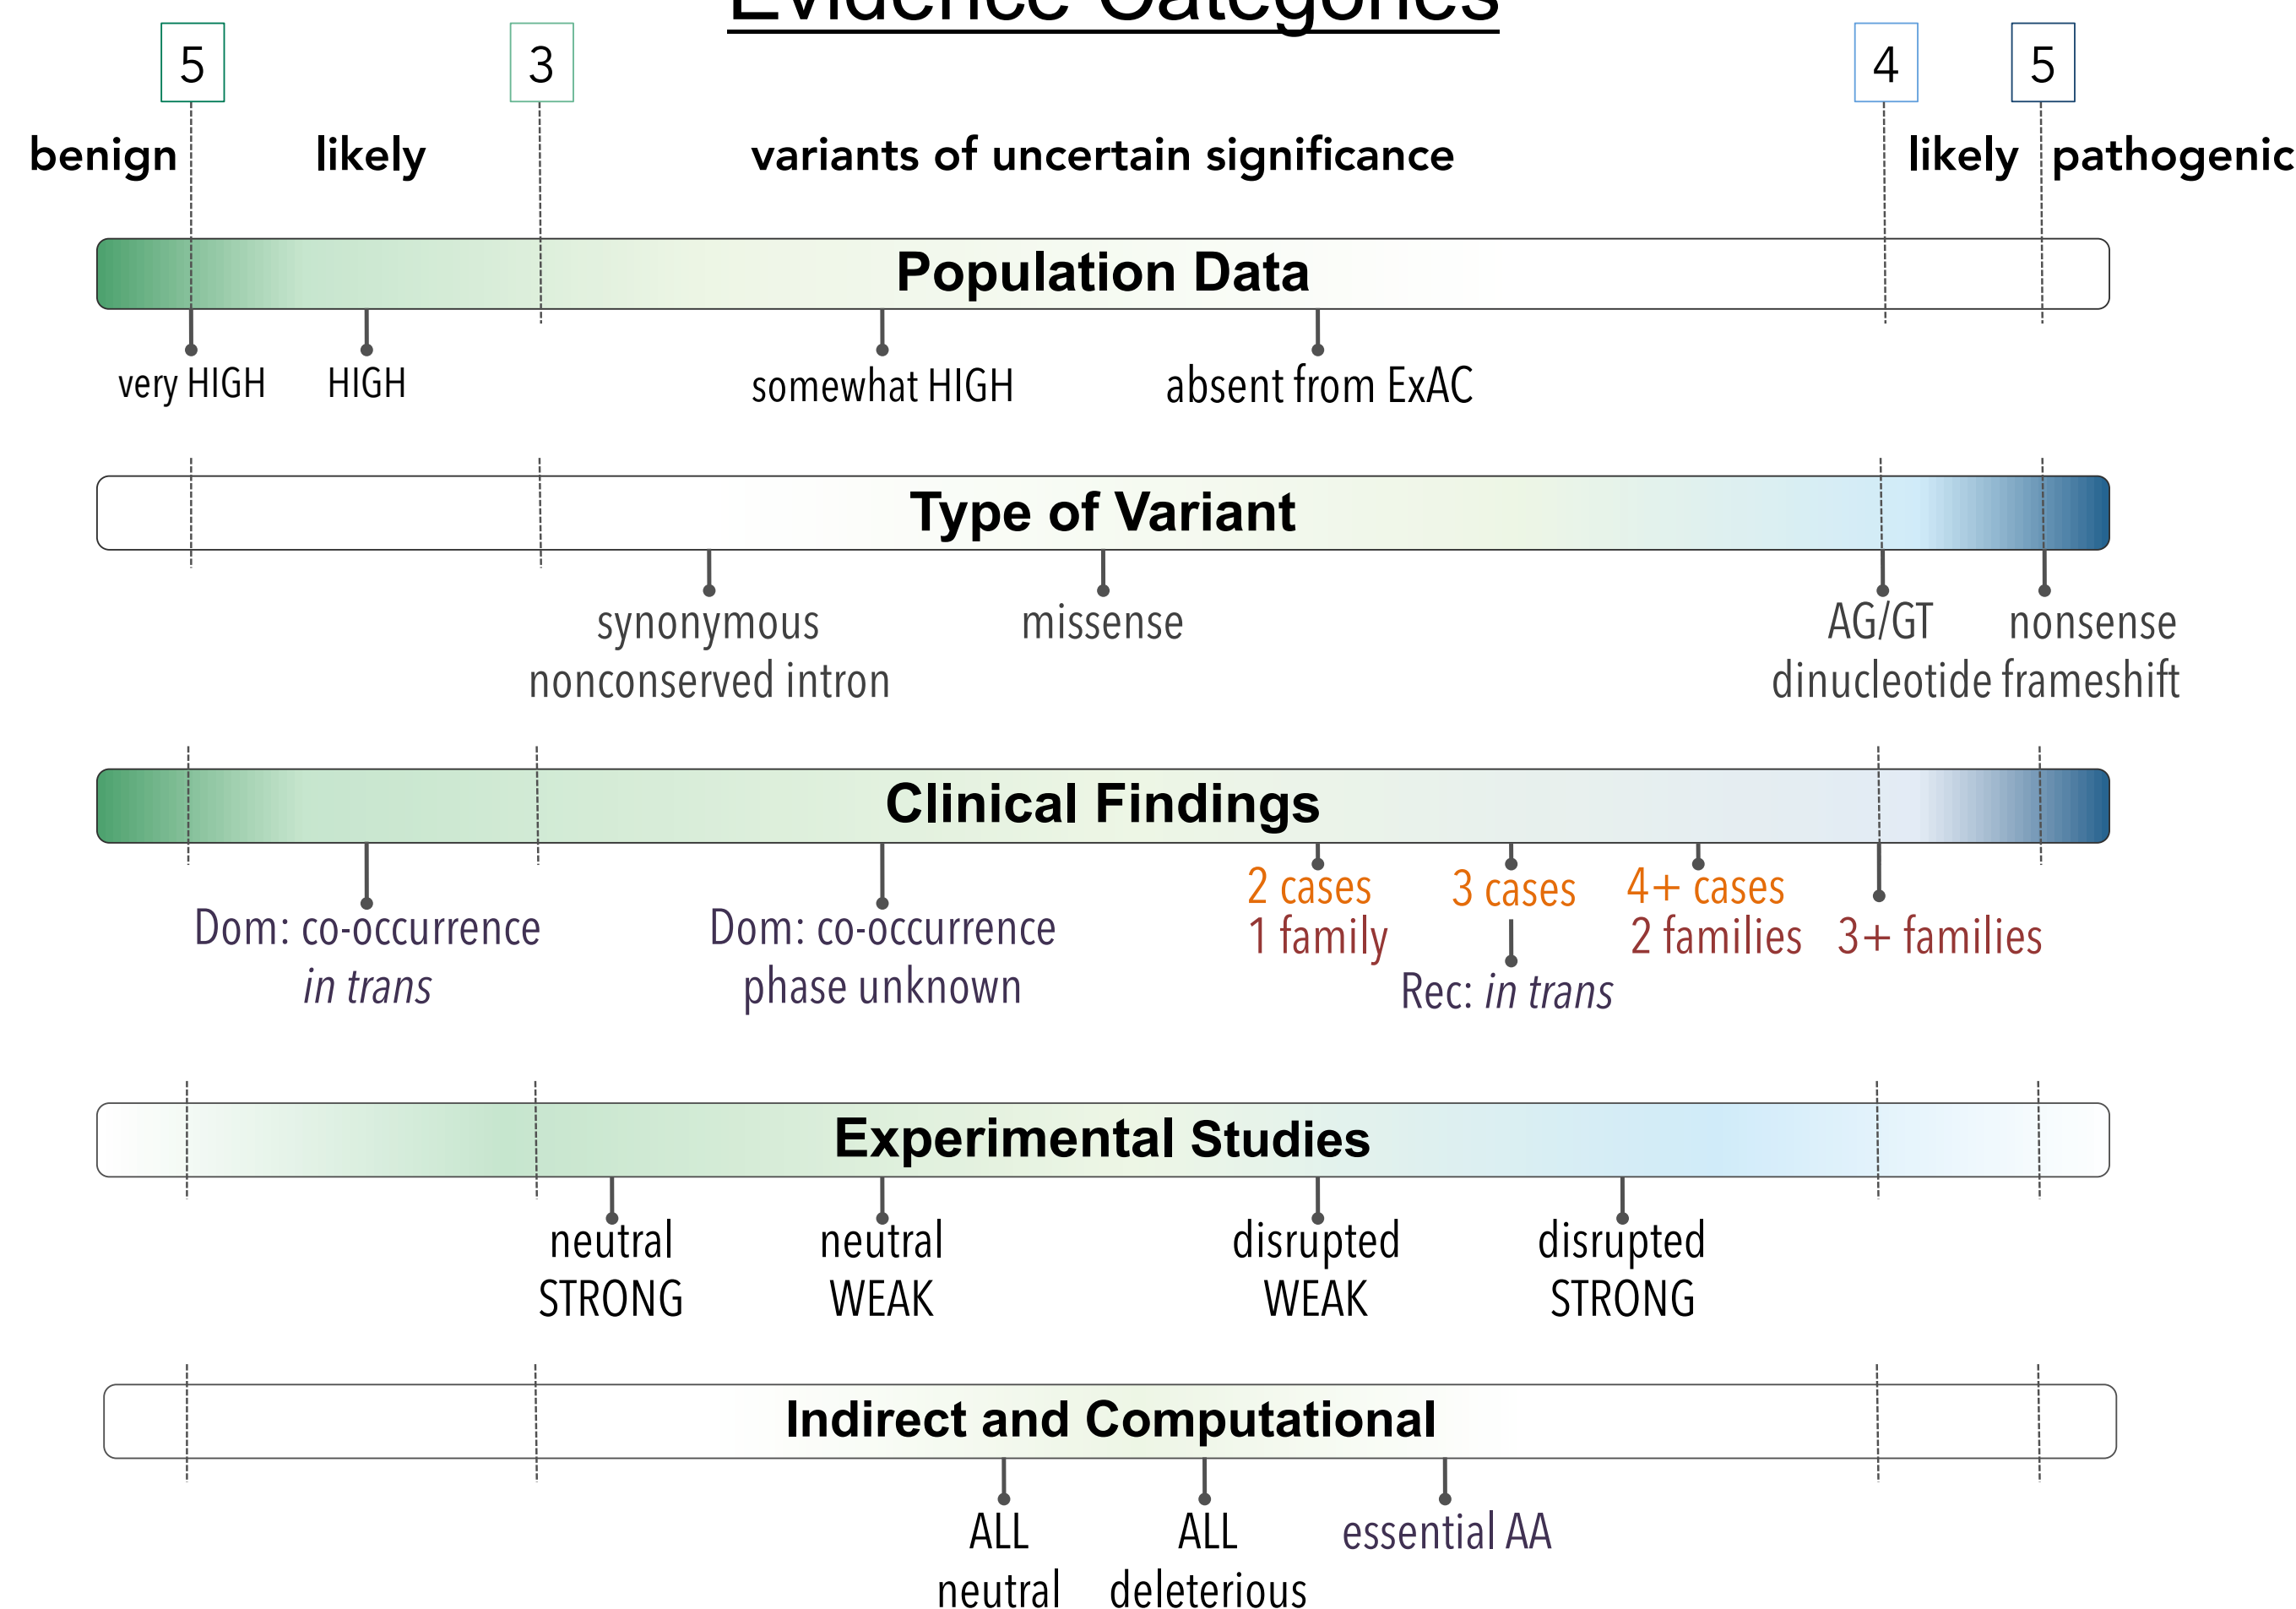 Evidence Categories
5 3 4 5
benign likely variants of uncertain significance likely pathogenic
Population Data
very HIGH HIGH somewhat HIGH absent from ExAC
Type of Variant
synonymous missense AG/GT nonsense
nonconserved intron dinucleotide frameshift
Clinical Findings
2 cases 3 cases 4+ cases
Dom: co-occurrence Dom: co-occurrence 1 family 2 families 3+ families
in trans phase unknown Rec: in trans
Experimental Studies
neutral neutral disrupted disrupted
STRONG WEAK WEAK STRONG
Indirect and Computational
ALL ALL essential AA
neutral deleterious